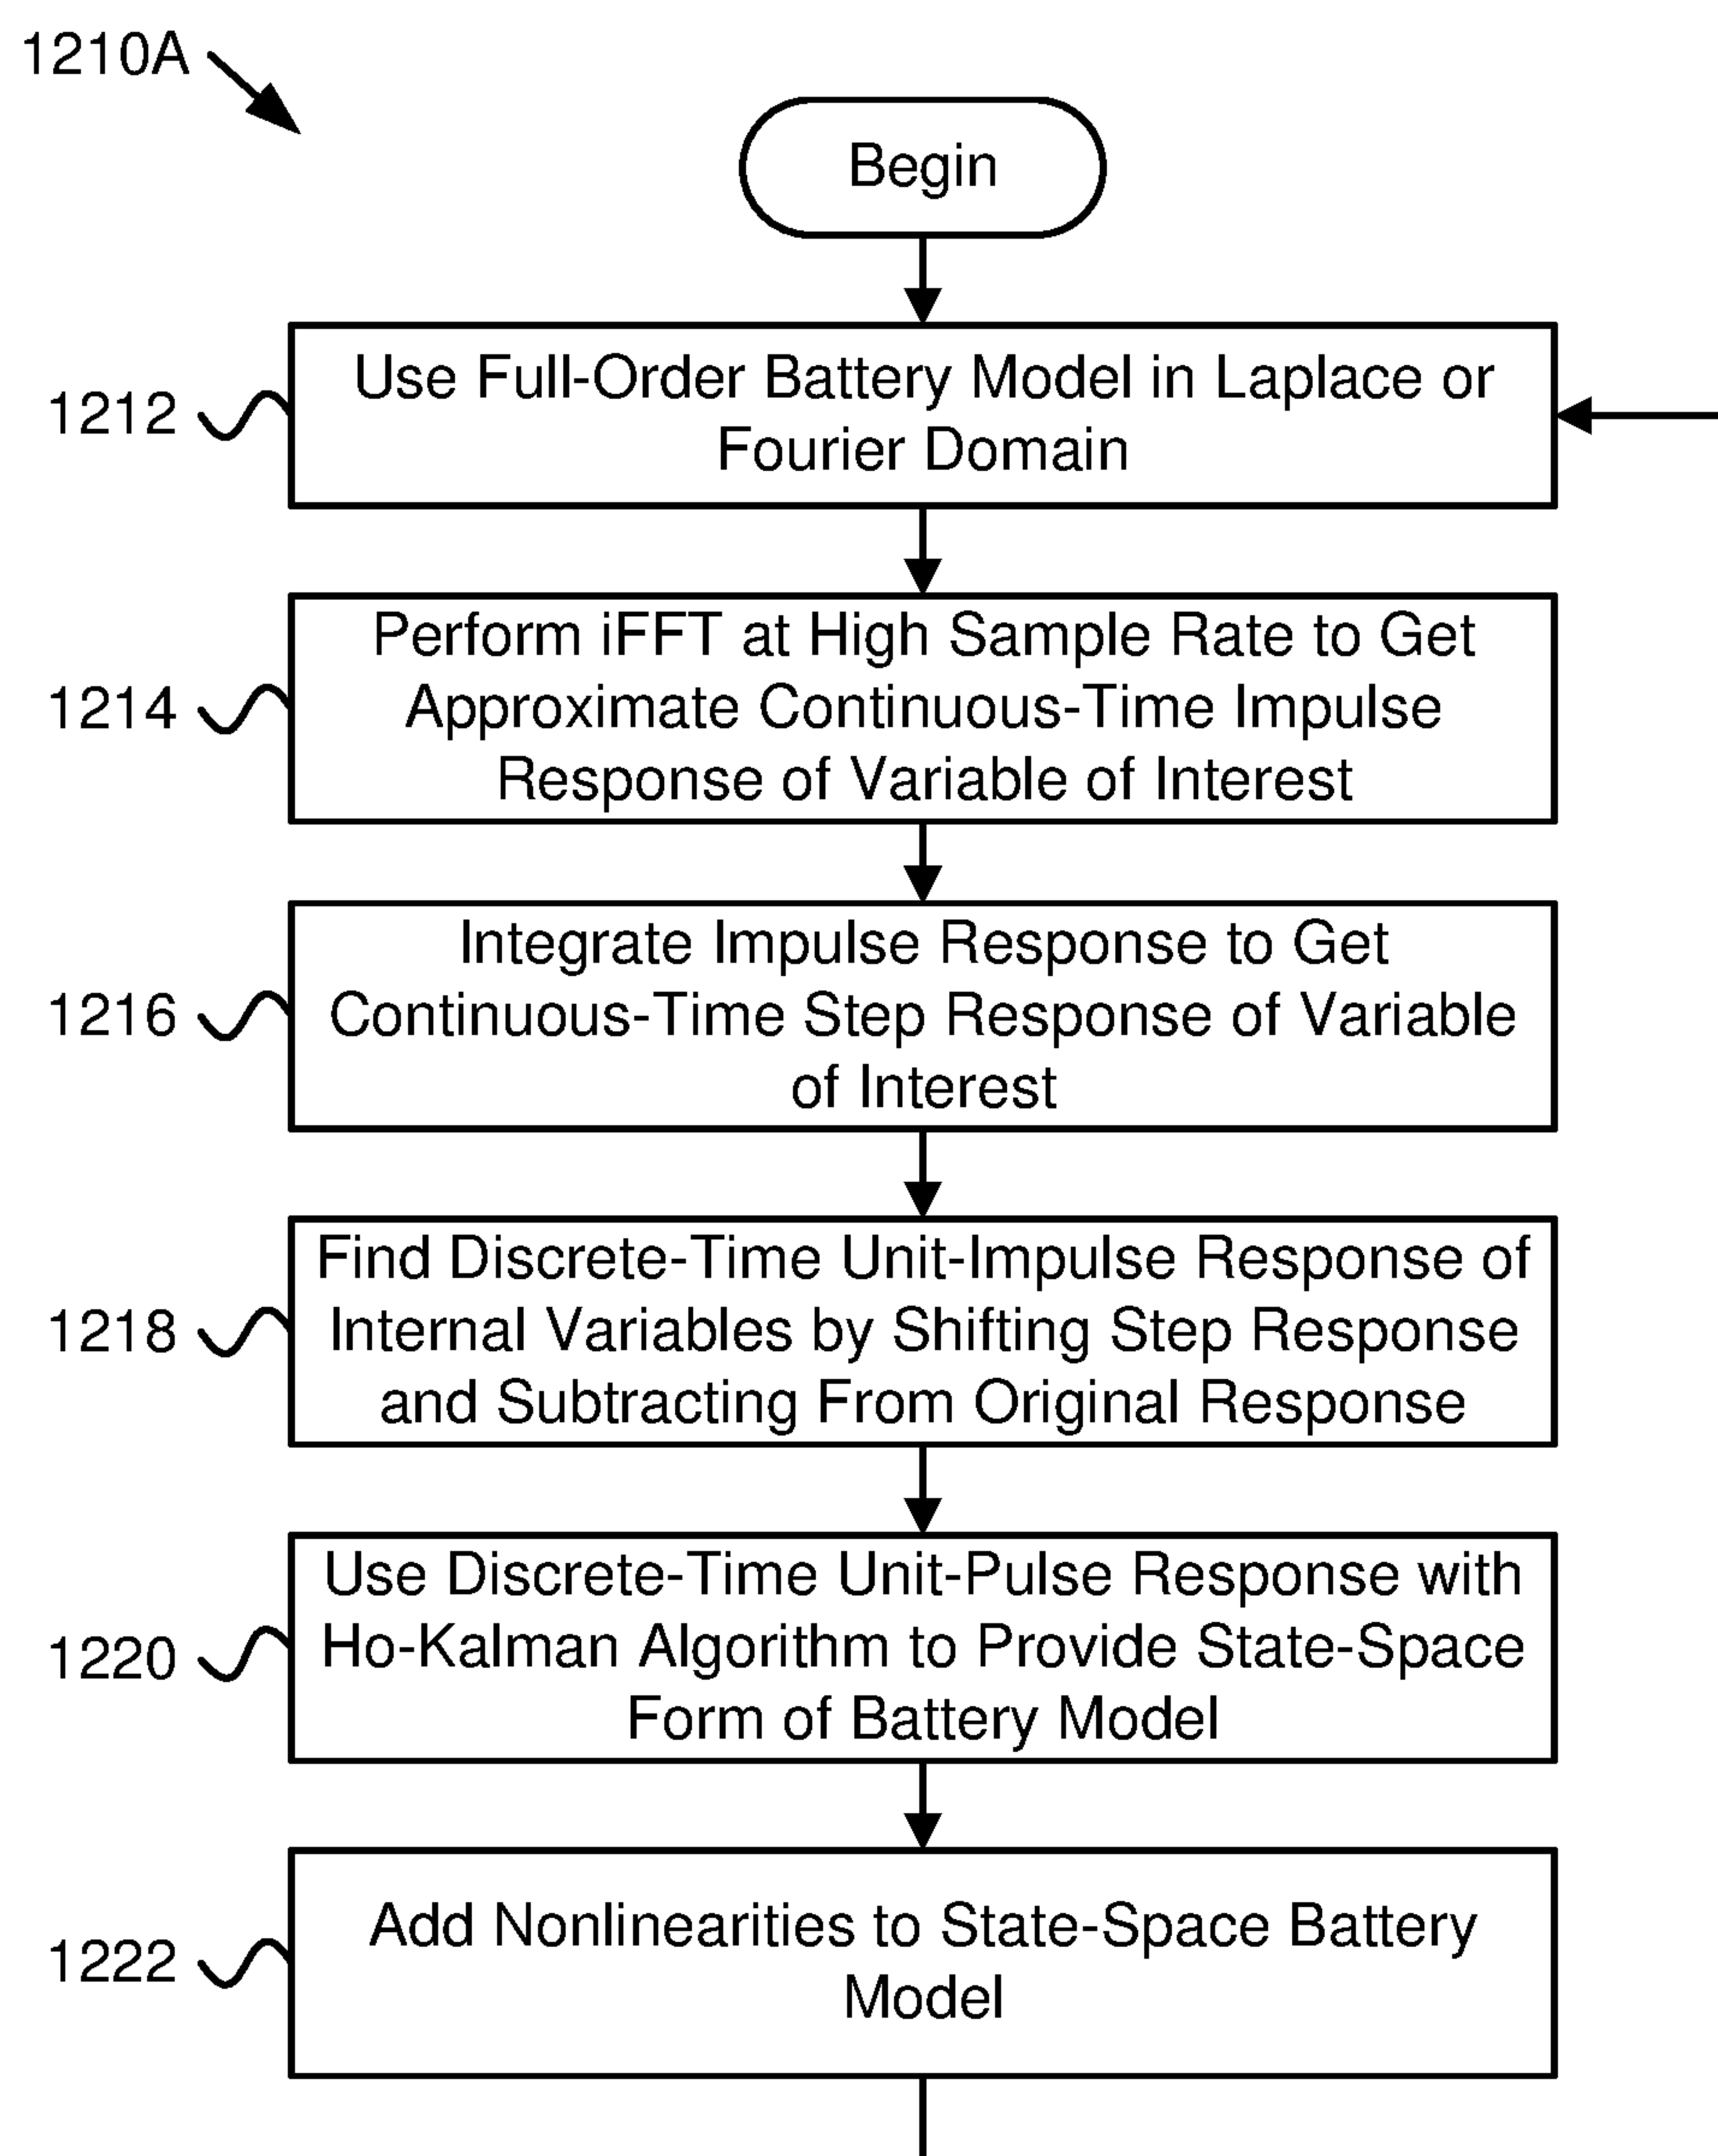 1210A
Begin
1212
Use Full-Order Battery Model in Laplace or
Fourier Domain
1214
Perform iFFT at High Sample Rate to Get
Approximate Continuous-Time Impulse
Response of Variable of Interest
1216
Integrate Impulse Response to Get
Continuous-Time Step Response of Variable
of Interest
1218
Find Discrete-Time Unit-Impulse Response of
Internal Variables by Shifting Step Response
and Subtracting From Original Response
1220
Use Discrete-Time Unit-Pulse Response with
Ho-Kalman Algorithm to Provide State-Space
Form of Battery Model
1222
Add Nonlinearities to State-Space Battery
Model